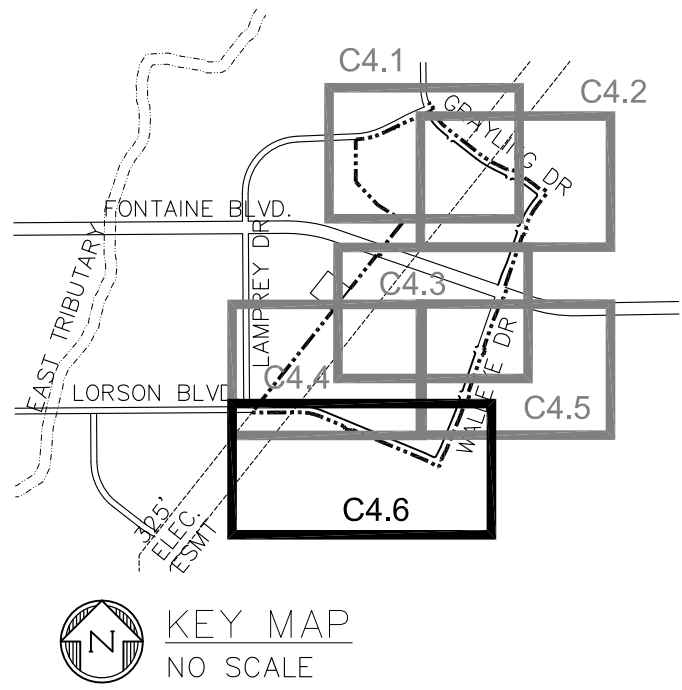 C4.1
C4.2
GRAYLING DR
FONTAINE BLVD.
EAST TRIBUTARY
LAMPREY DR
C4.3
C4.4
LORSON BLVD
WALLEYE DR
C4.5
C4.6
325'
ELEC.
ESMT
N
KEY MAP
NO SCALE